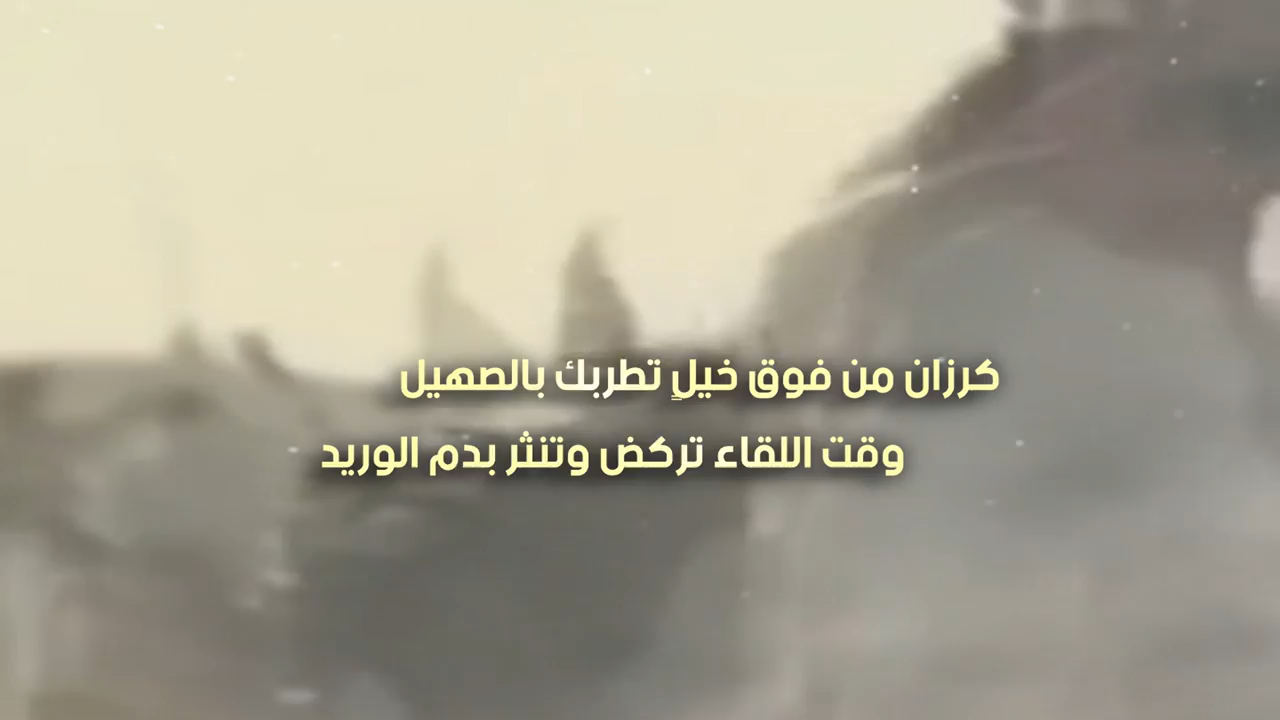 كرزان من فوق خيلٍ تطربك بالصهيل
وقت اللقاء تركض وتنثر بدم الوريد